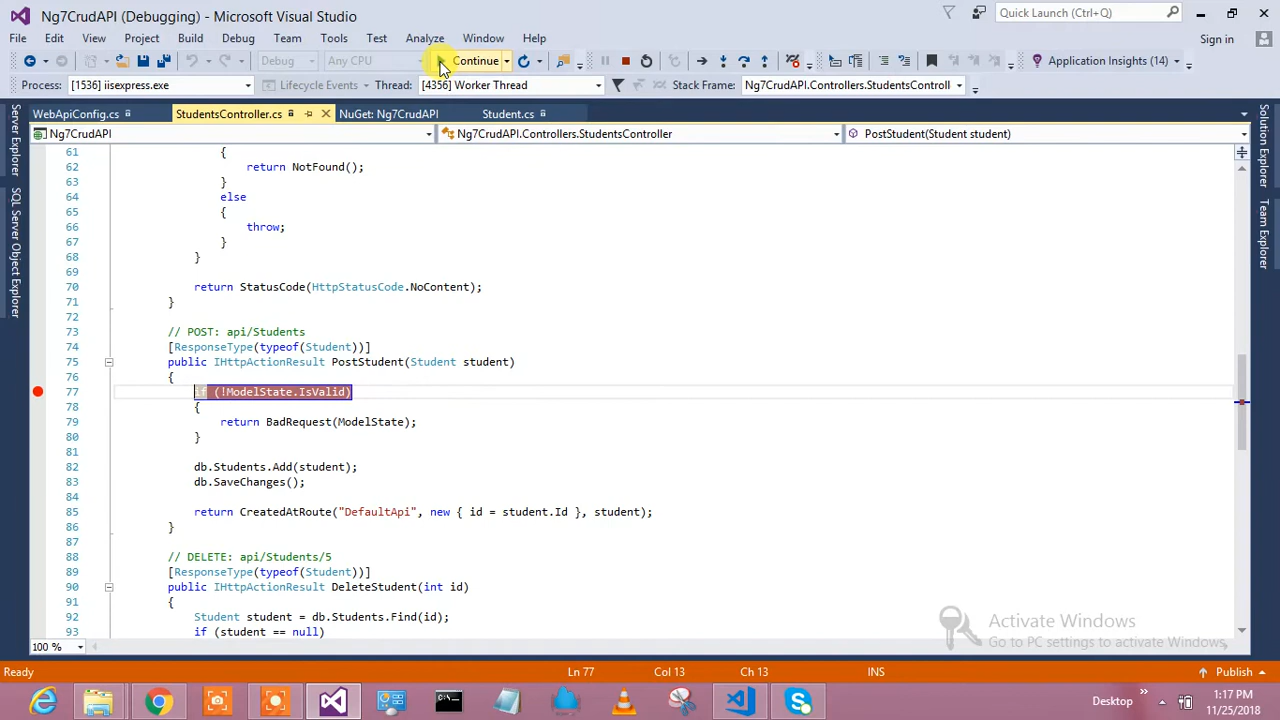 Ng7CrudAPI (Debugging) - Microsoft Visual Studio
Quick Launch (Ctrl+Q)
File Edit View Project Build Debug Team Tools Test Analyze Window Help
Sign in
Debug Any CPU Continue Application Insights (14)
Process: [1536] iisexpress.exe Lifecycle Events Thread: [4356] Worker Thread Stack Frame: Ng7CrudAPI.Controllers.StudentsControll
WebApiConfig.cs StudentsController.cs NuGet: Ng7CrudAPI Student.cs
Ng7CrudAPI Ng7CrudAPI.Controllers.StudentsController PostStudent(Student student)
Server Explorer
SQL Server Object Explorer
Solution Explorer
Team Explorer
61 {
62 return NotFound();
63 }
64 else
65 {
66 throw;
67 }
68 }
69
70 return StatusCode(HttpStatusCode.NoContent);
71 }
72
73 // POST: api/Students
74 [ResponseType(typeof(Student))]
75 public IHttpActionResult PostStudent(Student student)
76 {
77 if (!ModelState.IsValid)
78 {
79 return BadRequest(ModelState);
80 }
81
82 db.Students.Add(student);
83 db.SaveChanges();
84
85 return CreatedAtRoute("DefaultApi", new { id = student.Id }, student);
86 }
87
88 // DELETE: api/Students/5
89 [ResponseType(typeof(Student))]
90 public IHttpActionResult DeleteStudent(int id)
91 {
92 Student student = db.Students.Find(id);
93 if (student == null)
Activate Windows
Go to PC settings to activate Windows.
100 %
Ready Ln 77 Col 13 Ch 13 INS Publish
Desktop
1:17 PM
11/25/2018